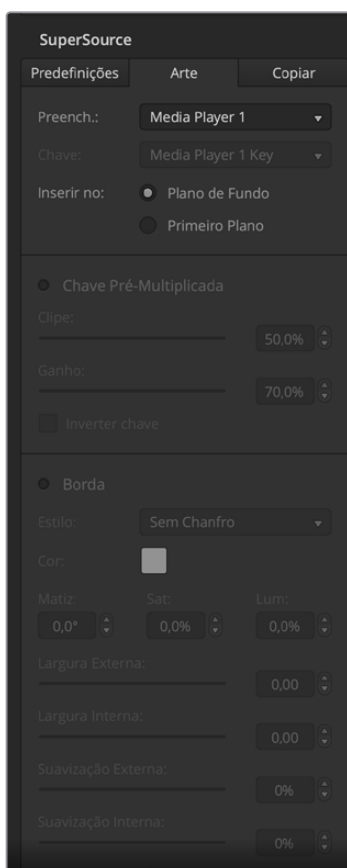 SuperSource
Predefinições Arte Copiar
Preench.: Media Player 1
Chave: Media Player 1 Key
Inserir no: Plano de Fundo
Primeiro Plano
Chave Pré-Multiplicada
Clipe:
50,0%
Ganho:
70,0%
Inverter chave
Borda
Estilo: Sem Chanfro
Cor:
Matiz: Sat: Lum:
0,0° 0,0% 0,0%
Largura Externa:
0,00
Largura Interna:
0,00
Suavização Externa:
0%
Suavização Interna:
0%